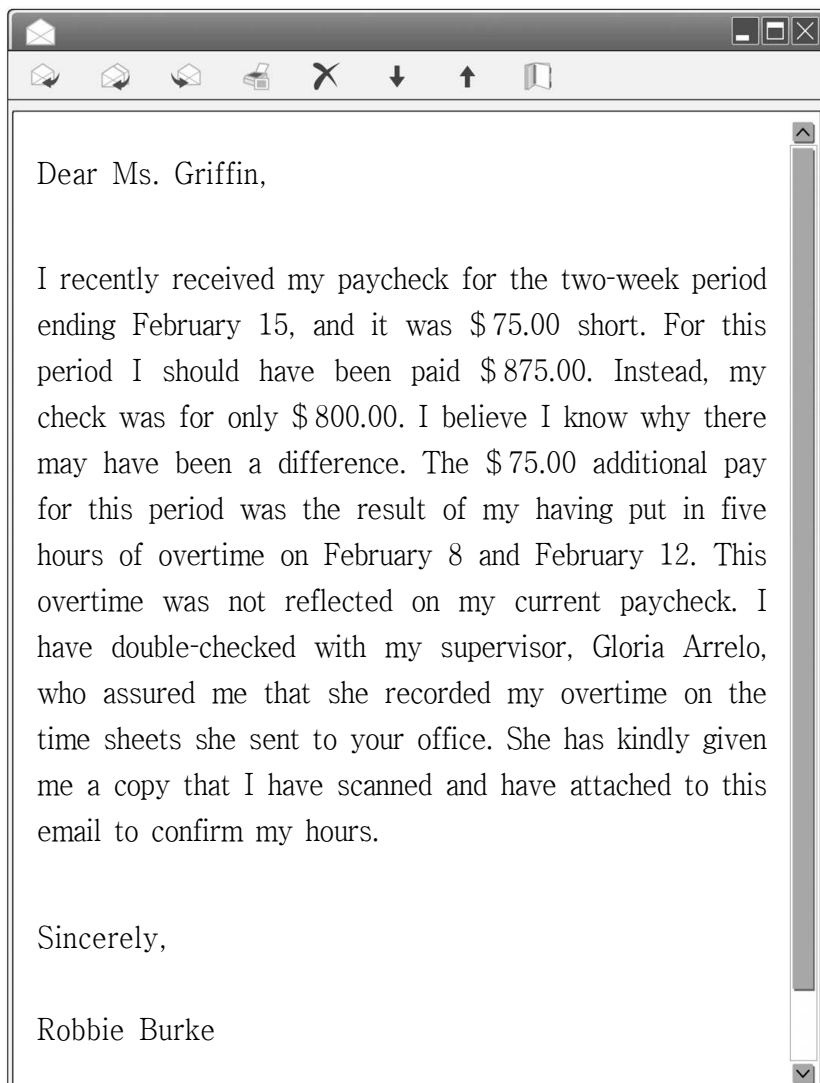 Dear Ms. Griffin,
I recently received my paycheck for the two-week period
ending February 15, and it was $75.00 short. For this
period I should have been paid $875.00. Instead, my
check was for only $800.00. I believe I know why there
may have been a difference. The $75.00 additional pay
for this period was the result of my having put in five
hours of overtime on February 8 and February 12. This
overtime was not reflected on my current paycheck. I
have double-checked with my supervisor, Gloria Arrelo,
who assured me that she recorded my overtime on the
time sheets she sent to your office. She has kindly given
me a copy that I have scanned and have attached to this
email to confirm my hours.
Sincerely,
Robbie Burke